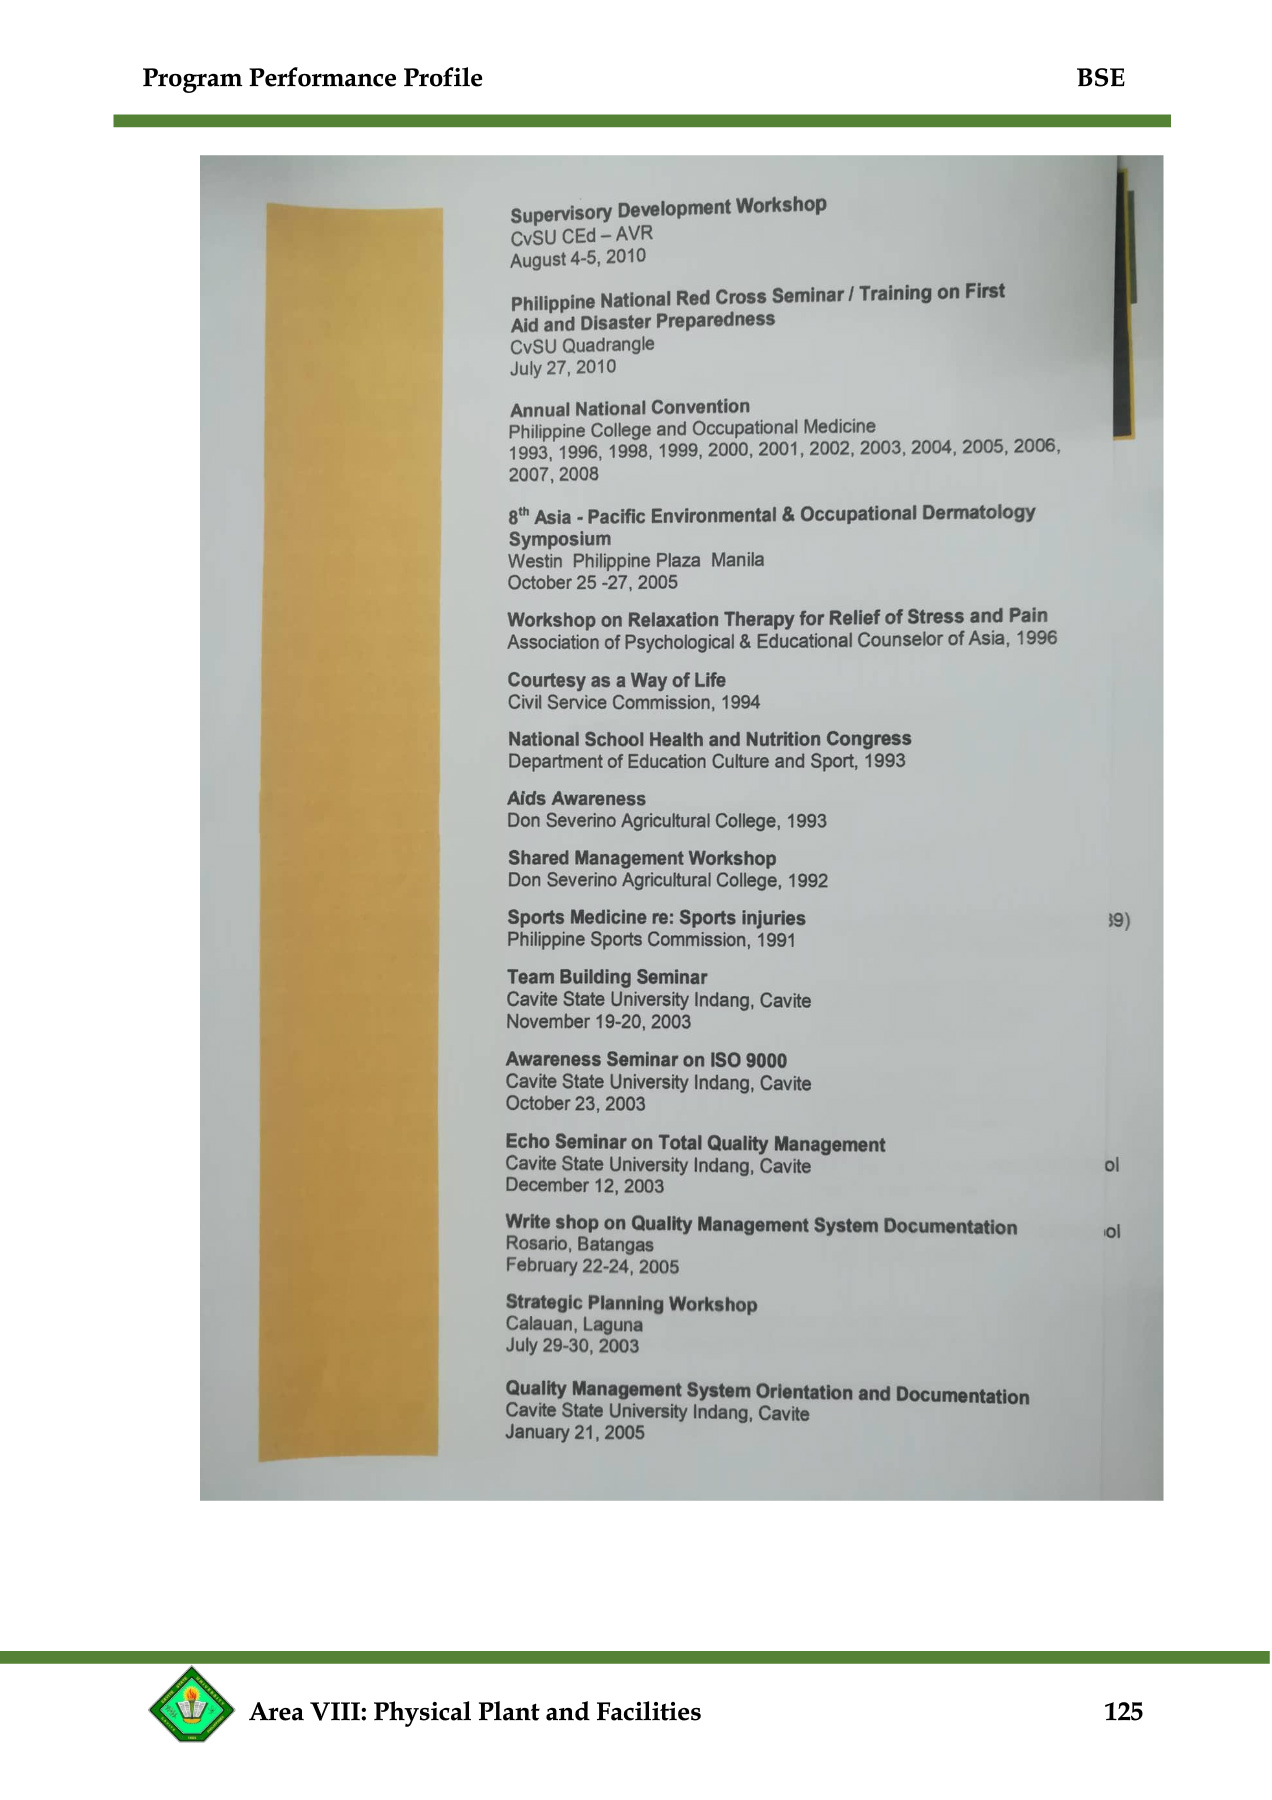 Program Performance Profile BSE
Supervisory Development Workshop
CvSU CEd – AVR
August 4-5, 2010
Philippine National Red Cross Seminar / Training on First
Aid and Disaster Preparedness
CvSU Quadrangle
July 27, 2010
Annual National Convention
Philippine College and Occupational Medicine
1993, 1996, 1998, 1999, 2000, 2001, 2002, 2003, 2004, 2005, 2006,
2007, 2008
8th Asia - Pacific Environmental & Occupational Dermatology
Symposium
Westin Philippine Plaza Manila
October 25 -27, 2005
Workshop on Relaxation Therapy for Relief of Stress and Pain
Association of Psychological & Educational Counselor of Asia, 1996
Courtesy as a Way of Life
Civil Service Commission, 1994
National School Health and Nutrition Congress
Department of Education Culture and Sport, 1993
Aids Awareness
Don Severino Agricultural College, 1993
Shared Management Workshop
Don Severino Agricultural College, 1992
Sports Medicine re: Sports injuries
Philippine Sports Commission, 1991
Team Building Seminar
Cavite State University Indang, Cavite
November 19-20, 2003
Awareness Seminar on ISO 9000
Cavite State University Indang, Cavite
October 23, 2003
Echo Seminar on Total Quality Management
Cavite State University Indang, Cavite
December 12, 2003
Write shop on Quality Management System Documentation
Rosario, Batangas
February 22-24, 2005
Strategic Planning Workshop
Calauan, Laguna
July 29-30, 2003
Quality Management System Orientation and Documentation
Cavite State University Indang, Cavite
January 21, 2005
Area VIII: Physical Plant and Facilities 125